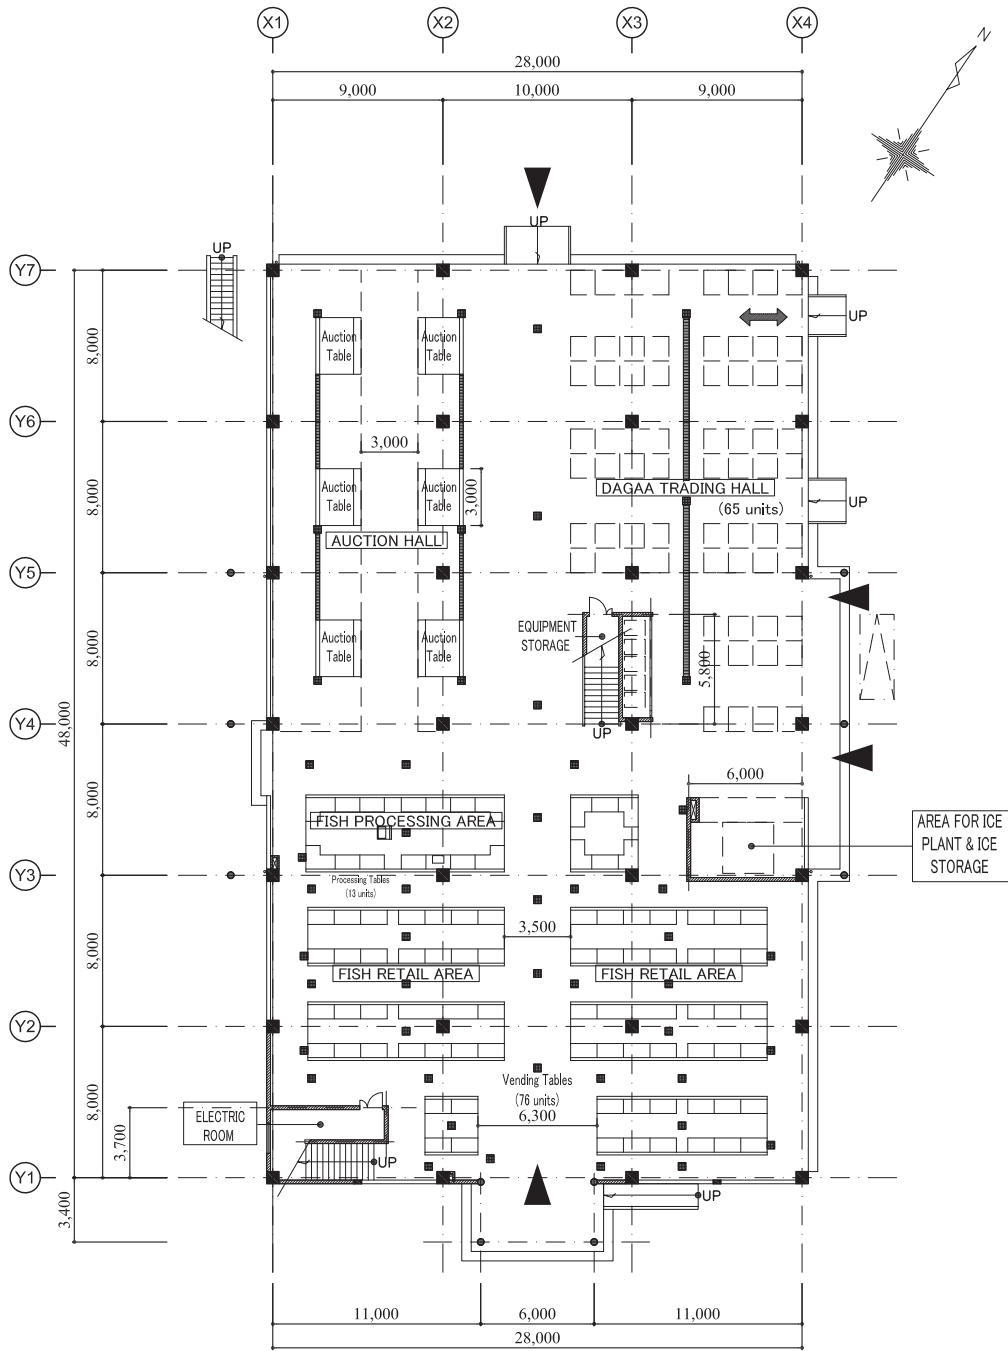 X1
X2
X3
X4
N
28,000
9,000
10,000
9,000
UP
UP
Y7
Auction
Table
Auction
Table
UP
8,000
Y6
3,000
Auction
Table
Auction
Table
3,000
DAGAA TRADING HALL
(65 units)
UP
8,000
AUCTION HALL
Y5
EQUIPMENT
STORAGE
Auction
Table
Auction
Table
8,000
5,800
48,000
Y4
UP
6,000
8,000
FISH PROCESSING AREA
AREA FOR ICE
PLANT & ICE
STORAGE
Y3
Processing Tables
(13 units)
3,500
8,000
FISH RETAIL AREA
FISH RETAIL AREA
Y2
Vending Tables
(76 units)
6,300
8,000
3,700
ELECTRIC
ROOM
UP
Y1
UP
3,400
11,000
6,000
11,000
28,000